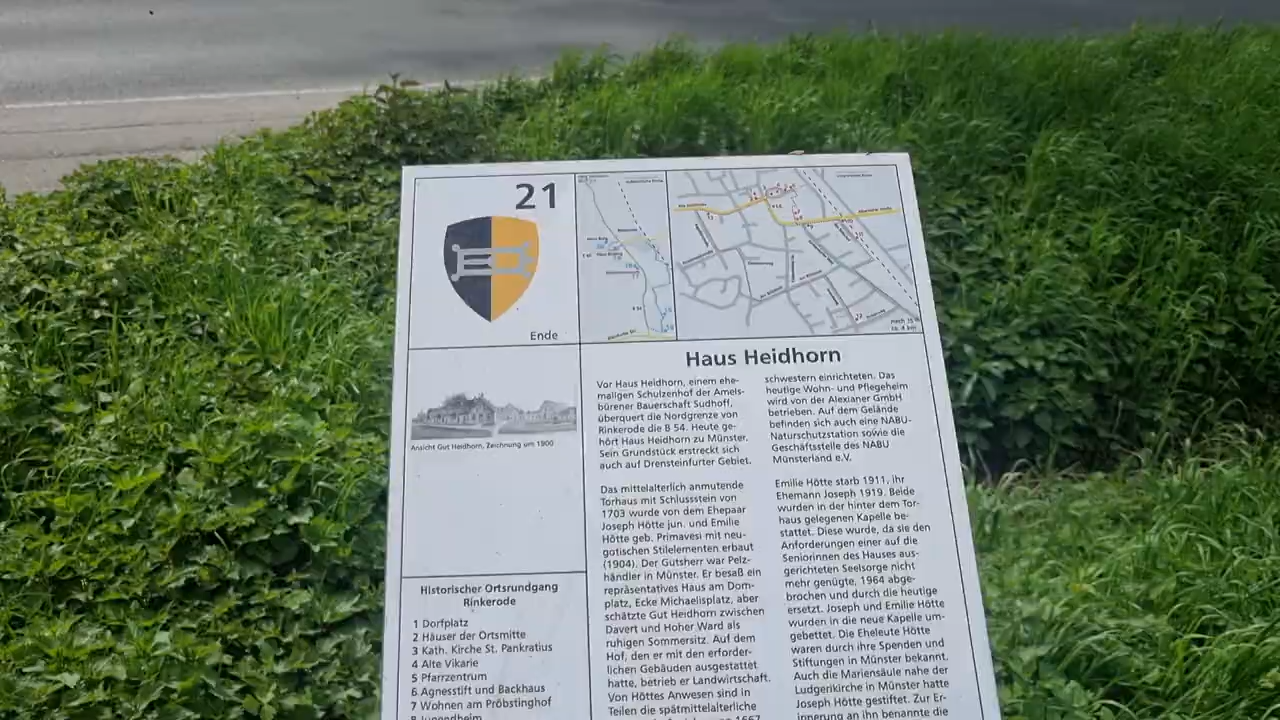 21
Ende
Ansicht Gut Heidhorn, Zeichnung um 1900
Historischer Ortsrundgang
Rinkerode
1 Dorfplatz
2 Häuser der Ortsmitte
3 Kath. Kirche St. Pankratius
4 Alte Vikarie
5 Pfarrzentrum
6 Agnesstift und Backhaus
7 Wohnen am Pröbstinghof
8 Jugendheim
Haus Heidhorn
Vor Haus Heidhorn, einem ehe-
maligen Schulzenhof der Amels-
bürener Bauerschaft Sudhoff,
überquert die Nordgrenze von
Rinkerode die B 54. Heute ge-
hört Haus Heidhorn zu Münster.
Sein Grundstück erstreckt sich
auch auf Drensteinfurter Gebiet.
Das mittelalterlich anmutende
Torhaus mit Schlussstein von
1703 wurde von dem Ehepaar
Joseph Hötte jun. und Emilie
Hötte geb. Primavesi mit neu-
gotischen Stilelementen erbaut
(1904). Der Gutsherr war Pelz-
händler in Münster. Er besaß ein
repräsentatives Haus am Dom-
platz, Ecke Michaelisplatz, aber
schätzte Gut Heidhorn zwischen
Davert und Hoher Ward als
ruhigen Sommersitz. Auf dem
Hof, den er mit den erforder-
lichen Gebäuden ausgestattet
hatte, betrieb er Landwirtschaft.
Von Höttes Anwesen sind in
Teilen die spätmittelalterliche
1667
schwestern einrichteten. Das
heutige Wohn- und Pflegeheim
wird von der Alexianer GmbH
betrieben. Auf dem Gelände
befinden sich auch eine NABU-
Naturschutzstation sowie die
Geschäftsstelle des NABU
Münsterland e.V.
Emilie Hötte starb 1911, ihr
Ehemann Joseph 1919. Beide
wurden in der hinter dem Tor-
haus gelegenen Kapelle be-
stattet. Diese wurde, da sie den
Anforderungen einer auf die
Seniorinnen des Hauses aus-
gerichteten Seelsorge nicht
mehr genügte, 1964 abge-
brochen und durch die heutige
ersetzt. Joseph und Emilie Hötte
wurden in die neue Kapelle um-
gebettet. Die Eheleute Hötte
waren durch ihre Spenden und
Stiftungen in Münster bekannt.
Auch die Mariensäule nahe der
Ludgerikirche in Münster hatte
Joseph Hötte gestiftet. Zur Er-
innerung an ihn benannte die